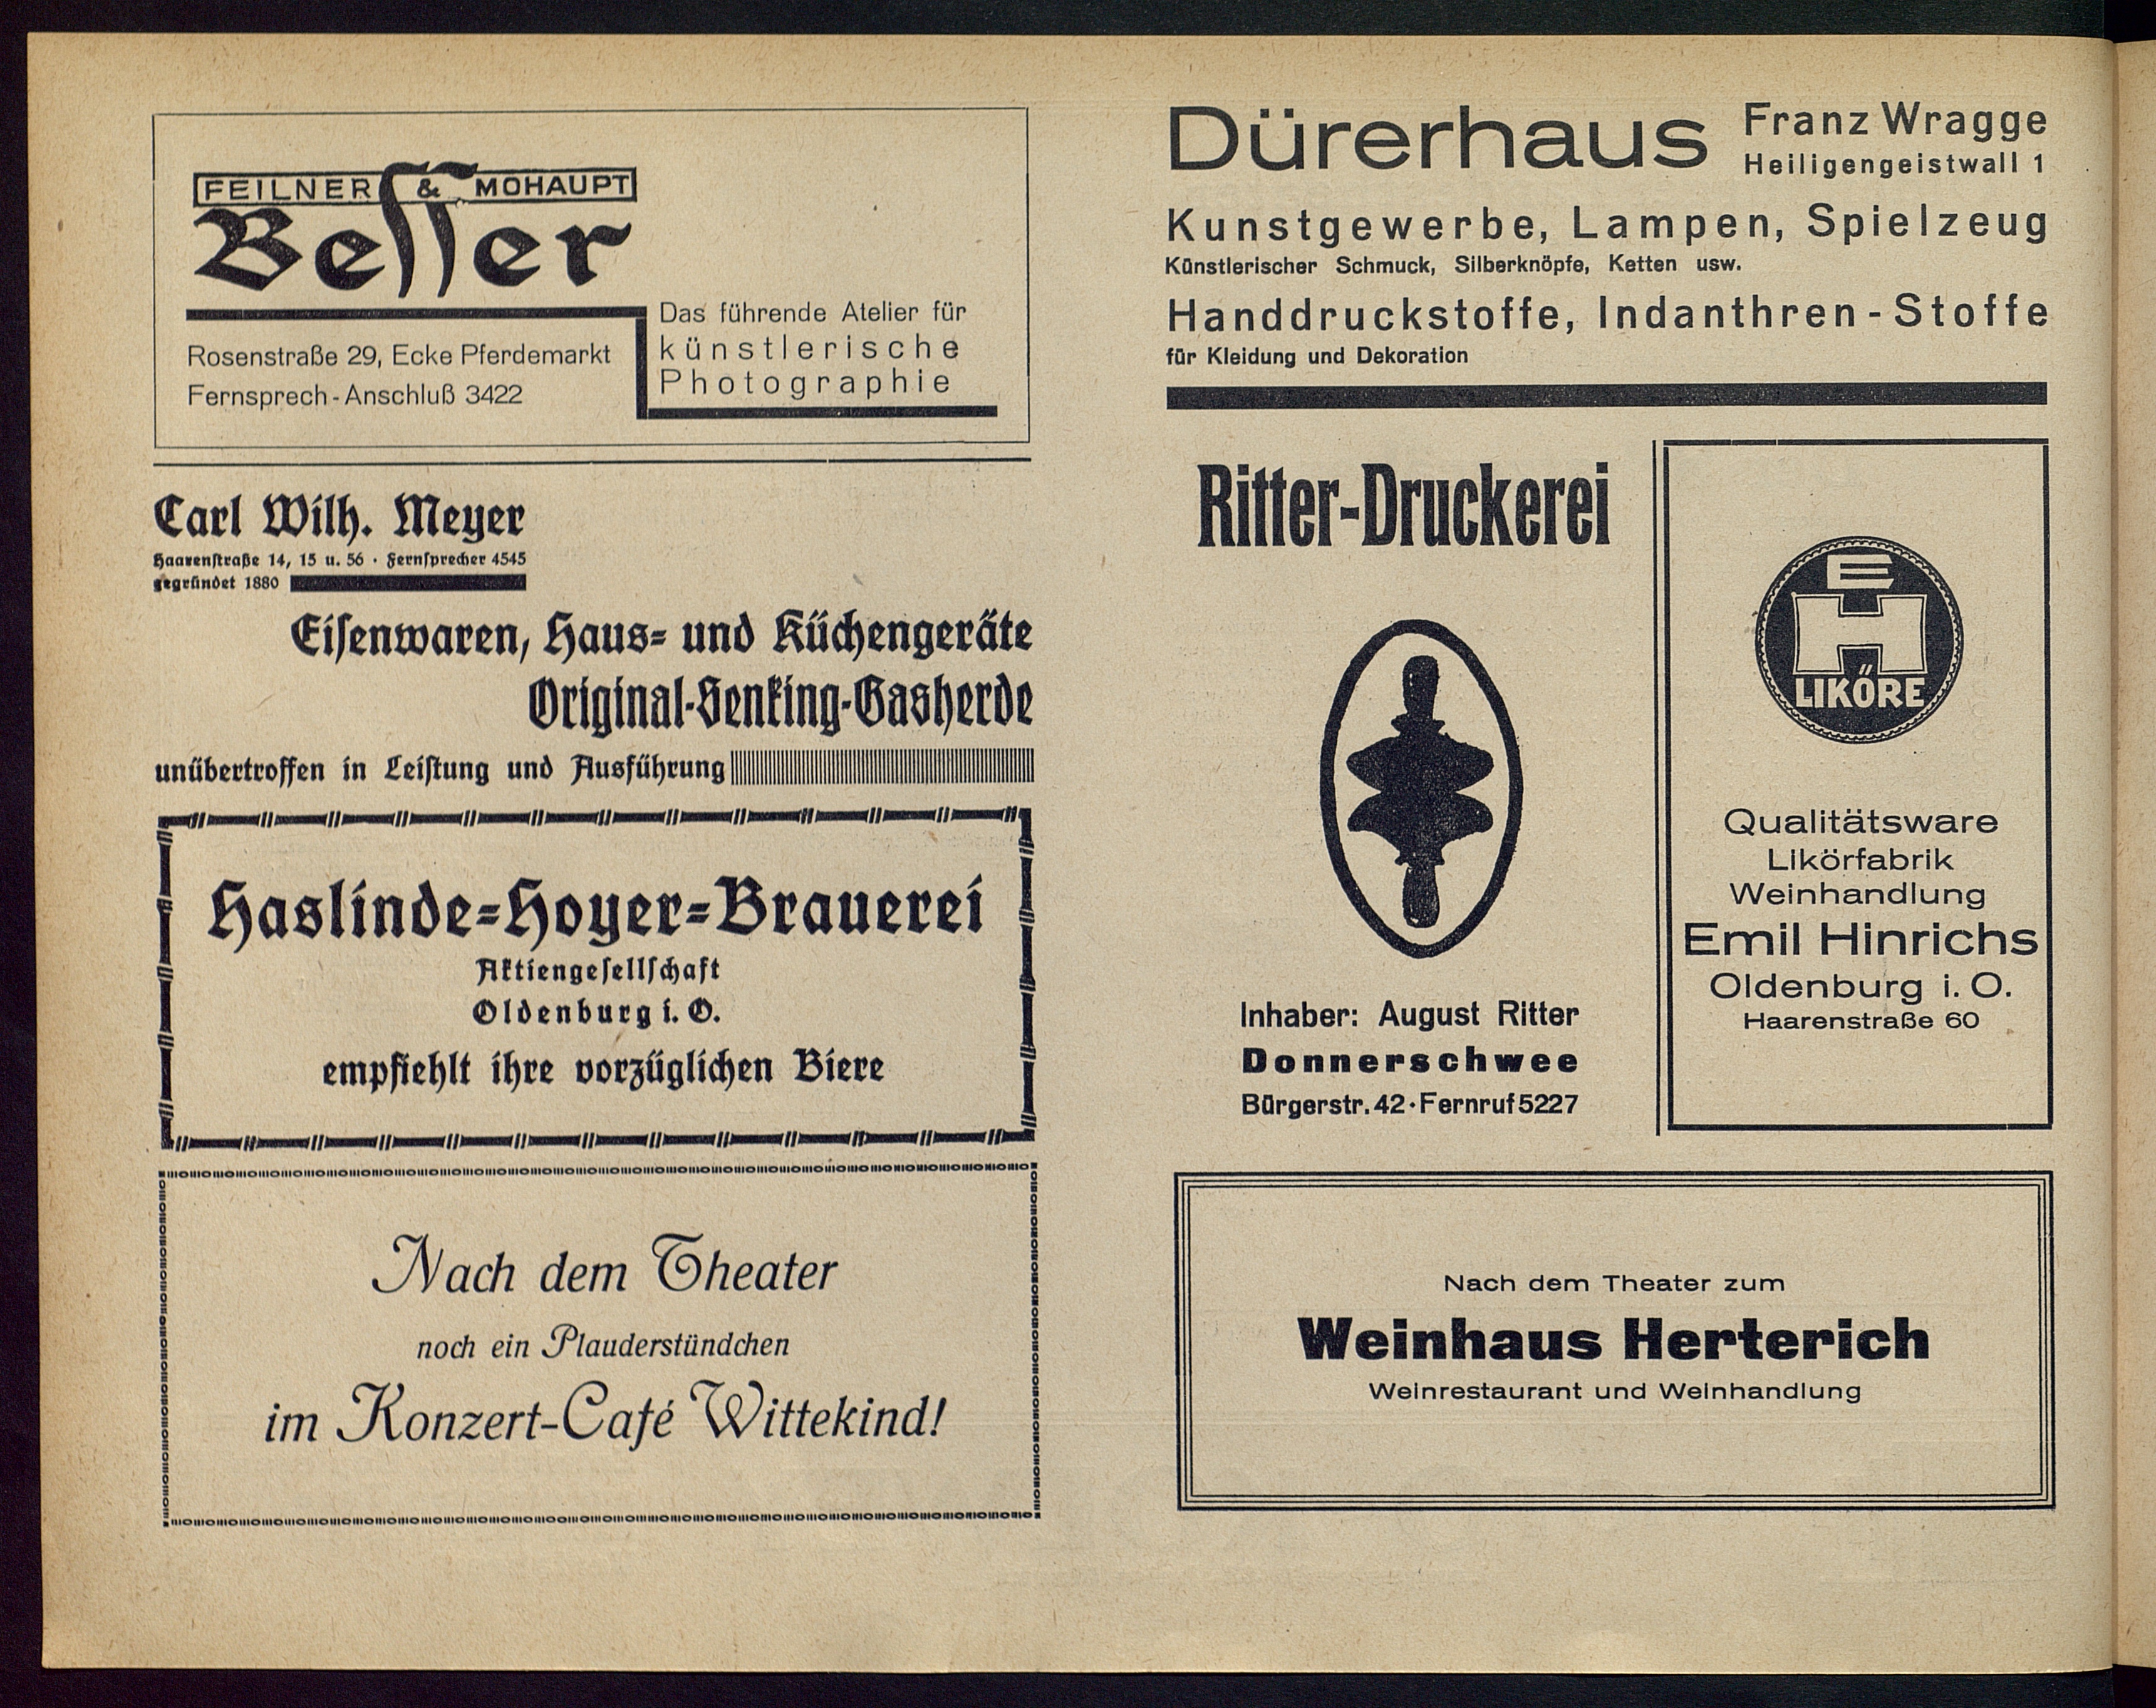 FEILNER & MOHAUPT
Beſſer
Das führende Atelier für
künstlerische
Photographie
Rosenstraße 29, Ecke Pferdemarkt
Fernsprech-Anschluß 3422
Carl Wilh. Meyer
Haarenſtraße 14, 15 u. 56 · Fernſprecher 4545
gegründet 1880
Eiſenwaren, Haus- und Küchengeräte
Original-Senking-Gasherde
unübertroffen in Leiſtung und Ausführung
Haslinde-Hoyer-Brauerei
Aktiengeſellſchaft
Oldenburg i. O.
empfiehlt ihre vorzüglichen Biere
Nach dem Theater
noch ein Plauderstündchen
im Konzert-Café Wittekind!
Dürerhaus Franz Wragge
Heiligengeistwall 1
Kunstgewerbe, Lampen, Spielzeug
Künstlerischer Schmuck, Silberknöpfe, Ketten usw.
Handdruckstoffe, Indanthren-Stoffe
für Kleidung und Dekoration
Ritter-Druckerei
Inhaber: August Ritter
Donnerschwee
Bürgerstr. 42 · Fernruf 5227
E
H
LIKÖRE
Qualitätsware
Likörfabrik
Weinhandlung
Emil Hinrichs
Oldenburg i. O.
Haarenstraße 60
Nach dem Theater zum
Weinhaus Herterich
Weinrestaurant und Weinhandlung